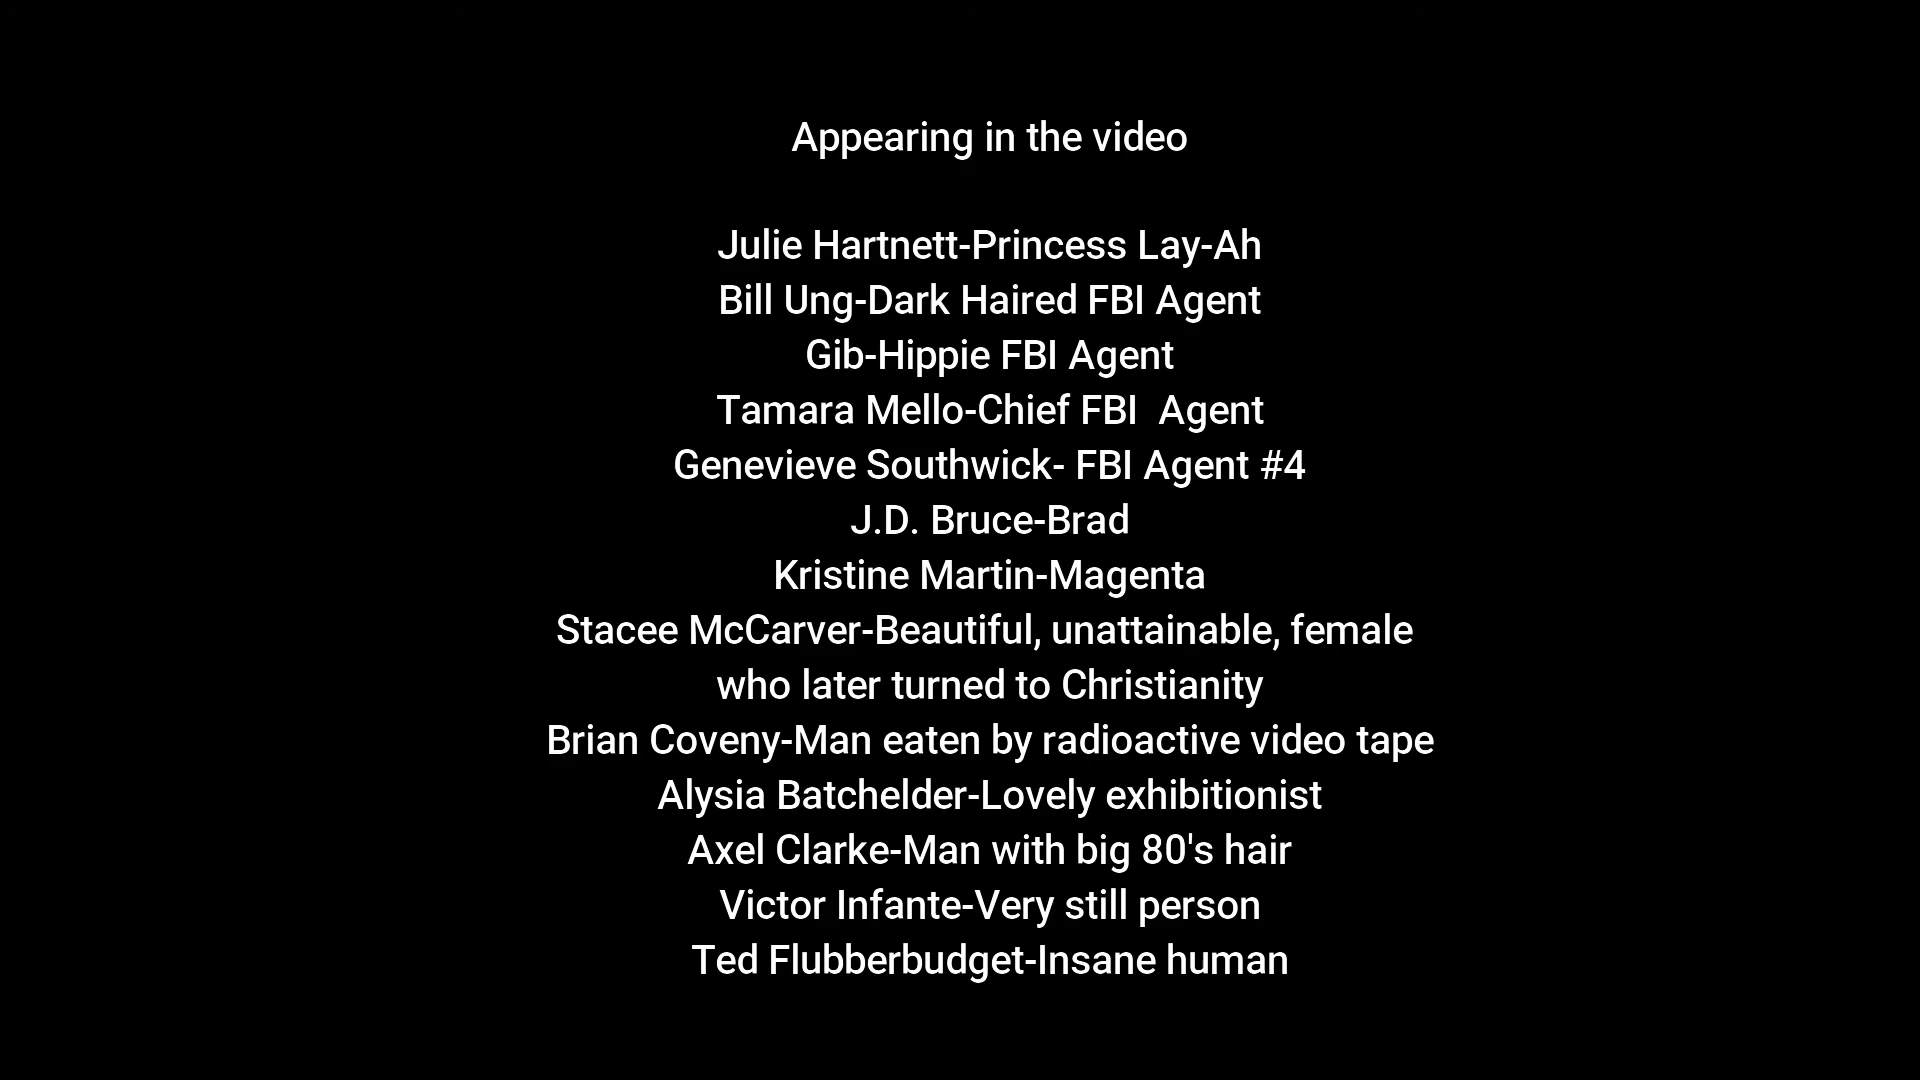 Appearing in the video
Julie Hartnett-Princess Lay-Ah
Bill Ung-Dark Haired FBI Agent
Gib-Hippie FBI Agent
Tamara Mello-Chief FBI  Agent
Genevieve Southwick- FBI Agent #4
J.D. Bruce-Brad
Kristine Martin-Magenta
Stacee McCarver-Beautiful, unattainable, female
who later turned to Christianity
Brian Coveny-Man eaten by radioactive video tape
Alysia Batchelder-Lovely exhibitionist
Axel Clarke-Man with big 80's hair
Victor Infante-Very still person
Ted Flubberbudget-Insane human